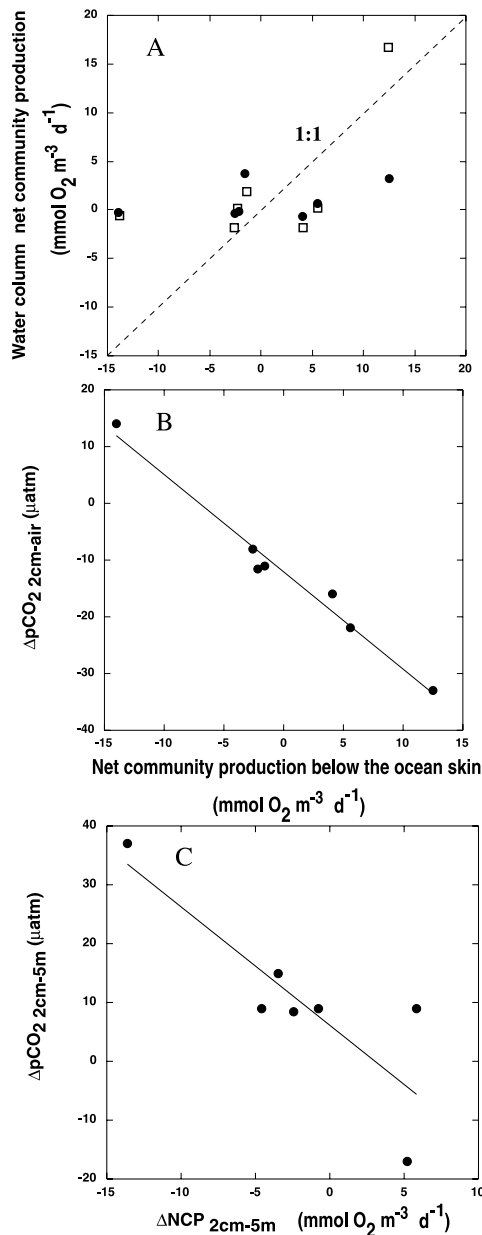 A
1:1
Water column net community production
(mmol O₂ m⁻³ d⁻¹)
20
15
10
5
0
-5
-10
-15
-15 -10 -5 0 5 10 15 20
B
ΔpCO₂ 2cm-air (μatm)
20
10
0
-10
-20
-30
-40
-15 -10 -5 0 5 10 15
Net community production below the ocean skin
(mmol O₂ m⁻³ d⁻¹)
C
ΔpCO₂ 2cm-5m (μatm)
40
30
20
10
0
-10
-20
-15 -10 -5 0 5 10
ΔNCP 2cm-5m (mmol O₂ m⁻³ d⁻¹)